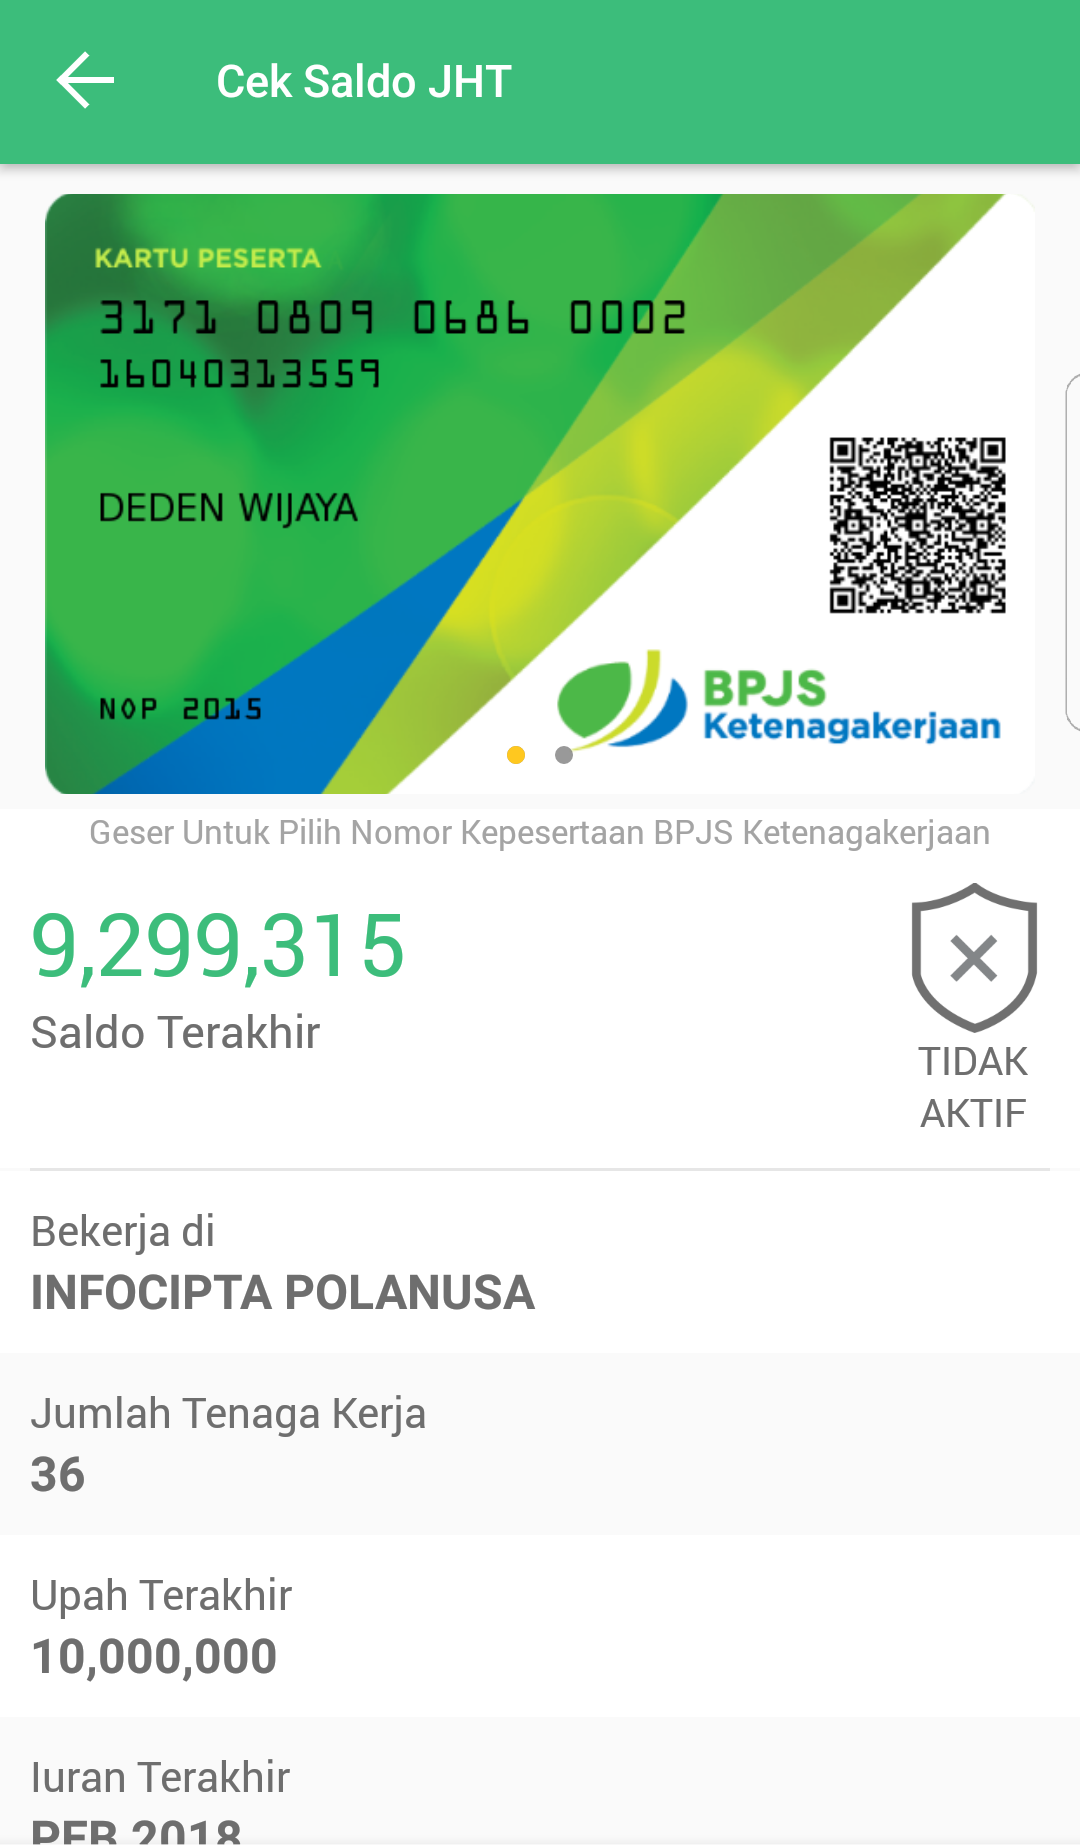 Cek Saldo JHT
KARTU PESERTA
3171 0809 0686 0002
16040313559
DEDEN WIJAYA
NOP 2015
BPJS
Ketenagakerjaan
Geser Untuk Pilih Nomor Kepesertaan BPJS Ketenagakerjaan
9,299,315
Saldo Terakhir
TIDAK
AKTIF
Bekerja di
INFOCIPTA POLANUSA
Jumlah Tenaga Kerja
36
Upah Terakhir
10,000,000
Iuran Terakhir
2018